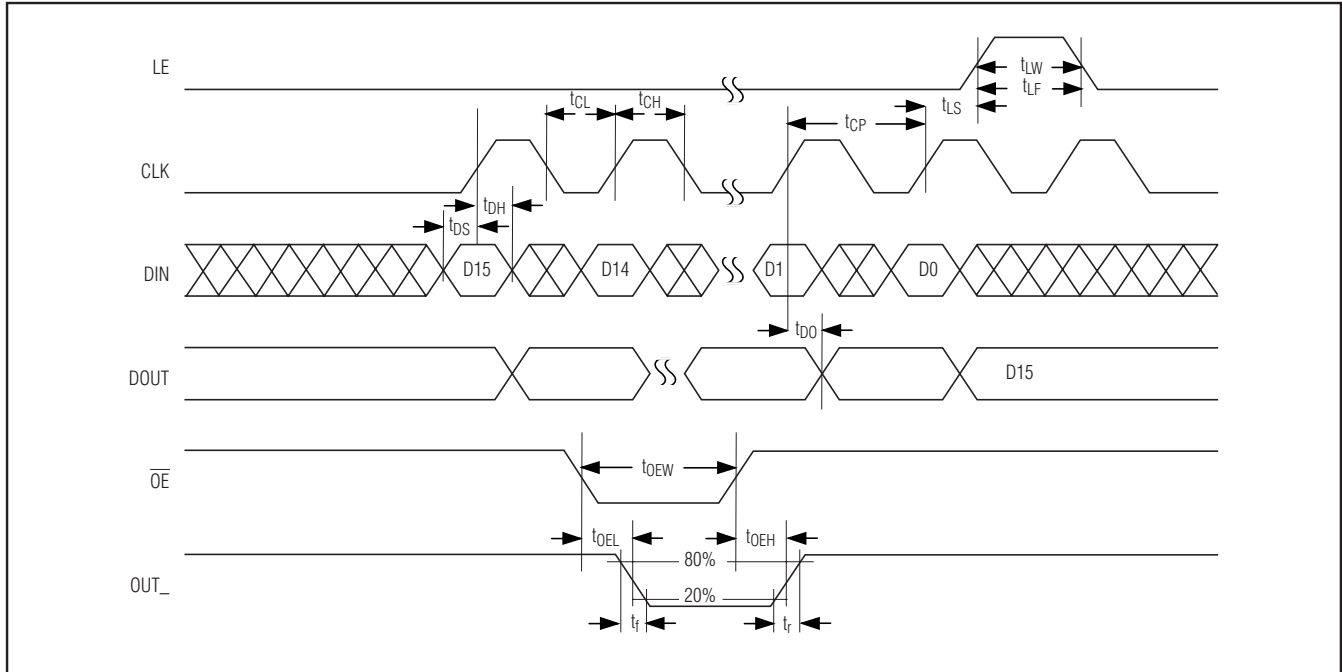 LE
tLW
tLF
tCL
tCH
tLS
tCP
CLK
tDH
tDS
DIN
D15
D14
D1
D0
tDO
DOUT
D15
OE
tOEW
tOEL
tOEH
80%
OUT_
20%
tf
tr